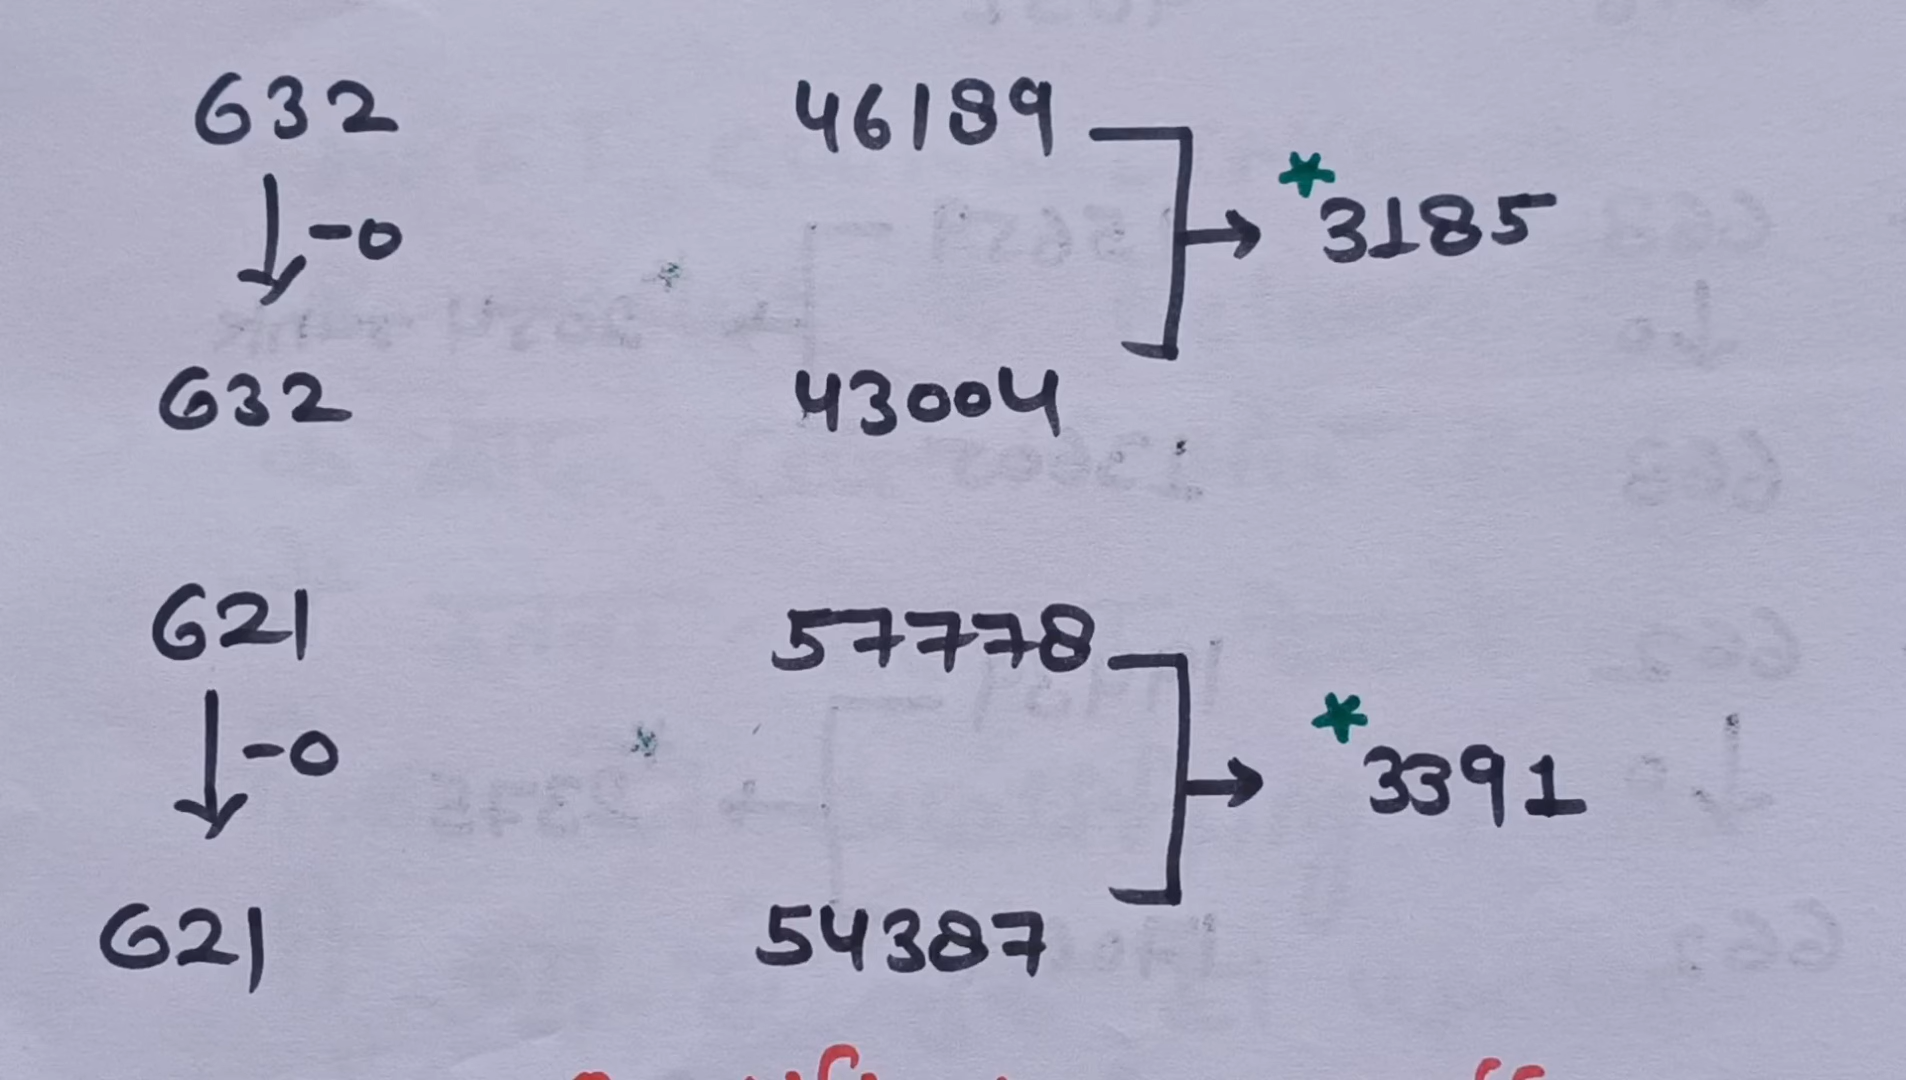 632 46189
↓-0 → *3185
632 43004
621 57778
↓-0 → *3391
621 54387